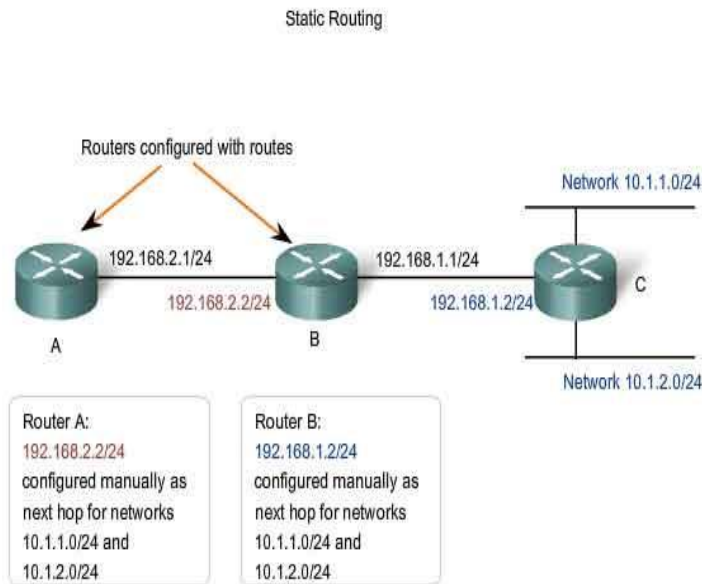 Static Routing
Routers configured with routes
Network 10.1.1.0/24
192.168.2.1/24
192.168.1.1/24
192.168.2.2/24
192.168.1.2/24
A
B
C
Network 10.1.2.0/24
Router A:
192.168.2.2/24
configured manually as
next hop for networks
10.1.1.0/24 and
10.1.2.0/24
Router B:
192.168.1.2/24
configured manually as
next hop for networks
10.1.1.0/24 and
10.1.2.0/24